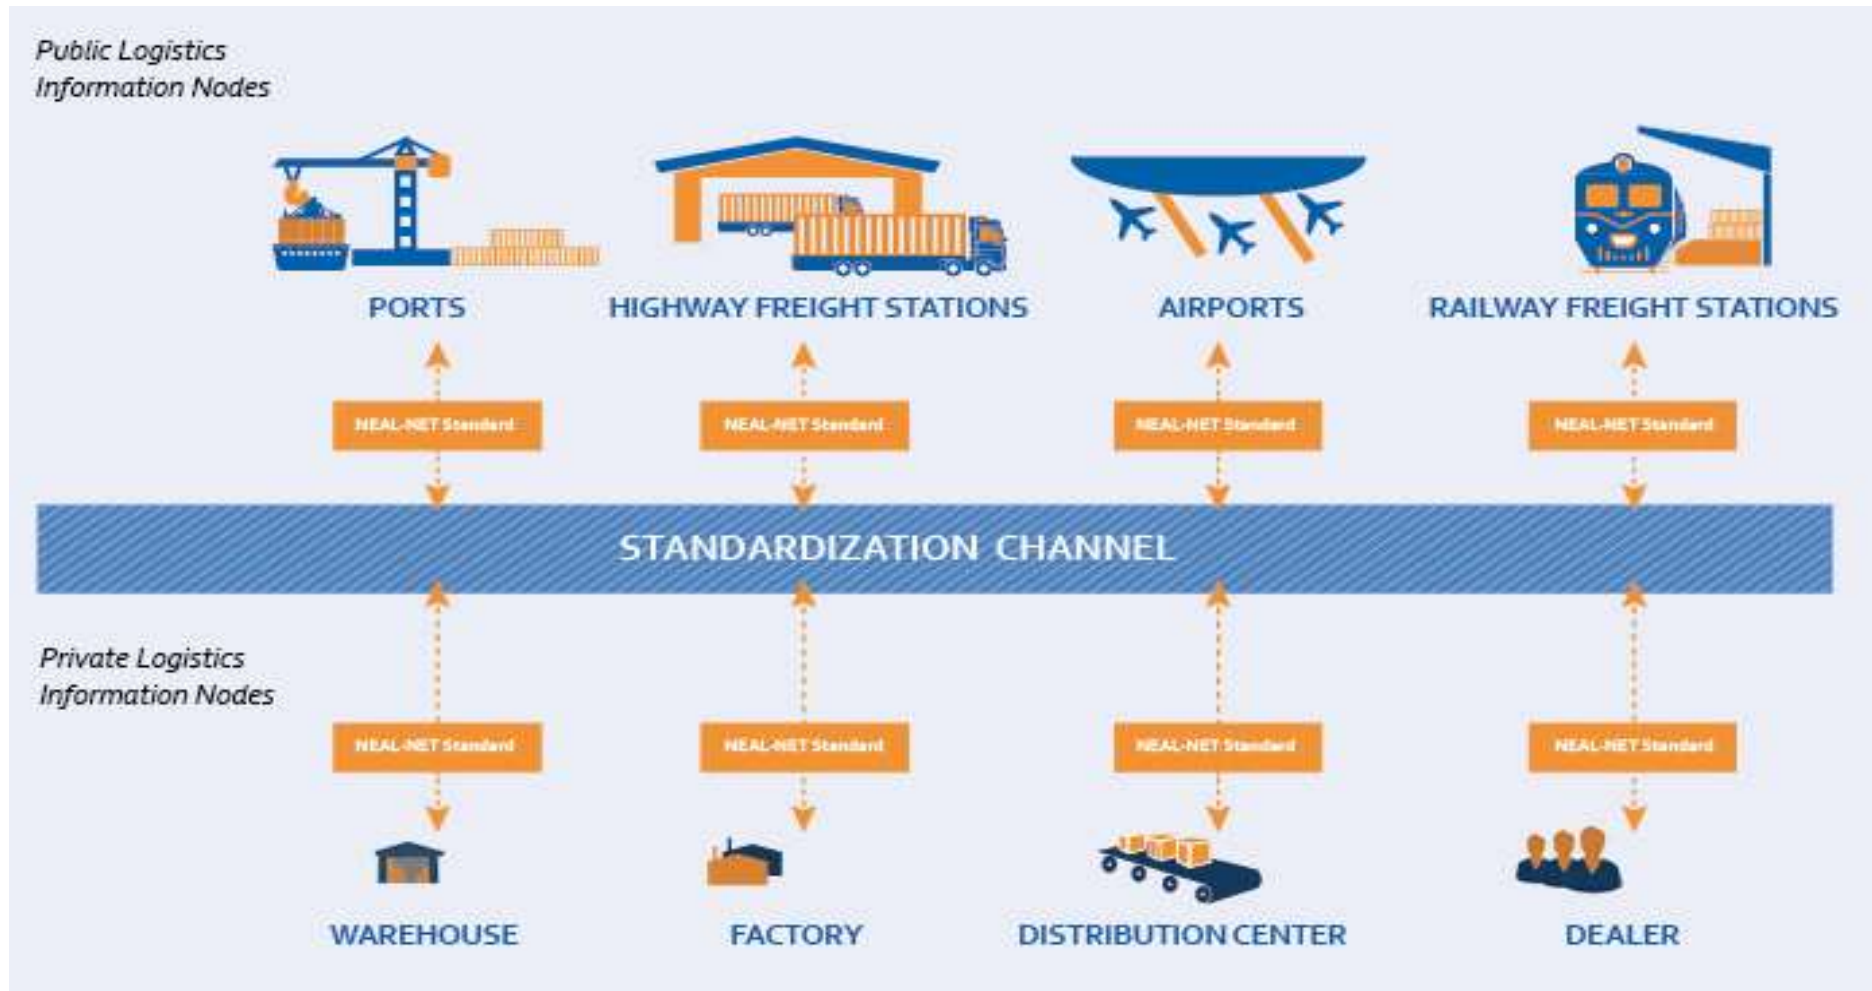 Public Logistics
Information Nodes
PORTS
HIGHWAY FREIGHT STATIONS
AIRPORTS
RAILWAY FREIGHT STATIONS
NEAL-NET Standard
NEAL-NET Standard
NEAL-NET Standard
NEAL-NET Standard
STANDARDIZATION CHANNEL
Private Logistics
Information Nodes
NEAL-NET Standard
NEAL-NET Standard
NEAL-NET Standard
NEAL-NET Standard
WAREHOUSE
FACTORY
DISTRIBUTION CENTER
DEALER